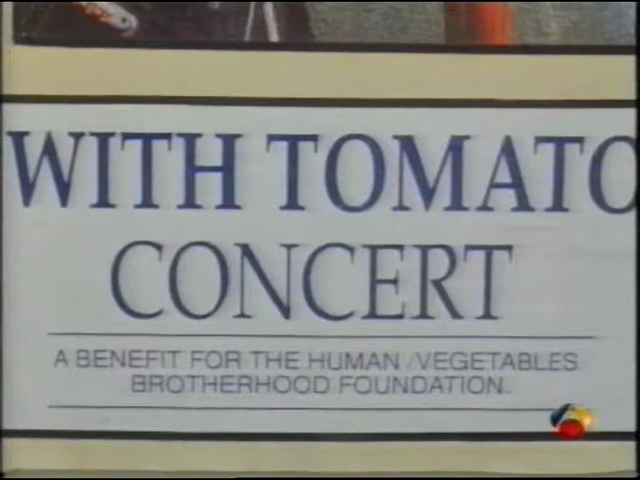 WITH TOMATO
CONCERT
A BENEFIT FOR THE HUMAN/VEGETABLES
BROTHERHOOD FOUNDATION.